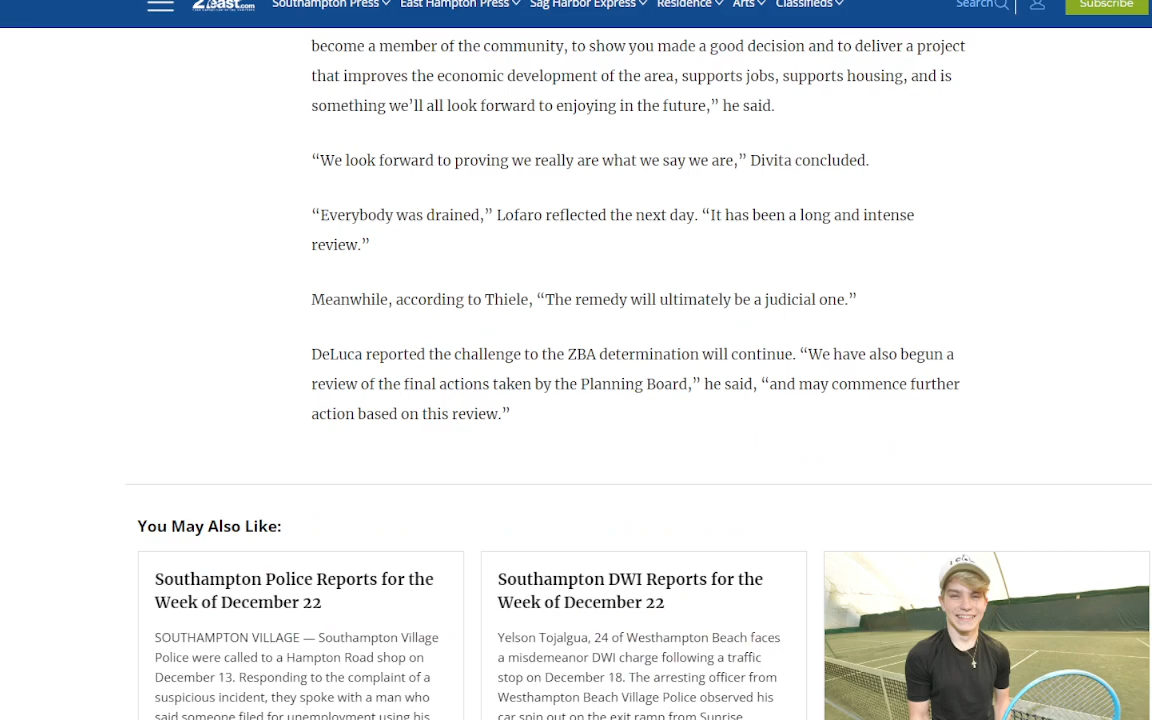 27east.com Southampton Press East Hampton Press Sag Harbor Express Residence Arts Classifieds Search Subscribe
become a member of the community, to show you made a good decision and to deliver a project
that improves the economic development of the area, supports jobs, supports housing, and is
something we’ll all look forward to enjoying in the future,” he said.
“We look forward to proving we really are what we say we are,” Divita concluded.
“Everybody was drained,” Lofaro reflected the next day. “It has been a long and intense
review.”
Meanwhile, according to Thiele, “The remedy will ultimately be a judicial one.”
DeLuca reported the challenge to the ZBA determination will continue. “We have also begun a
review of the final actions taken by the Planning Board,” he said, “and may commence further
action based on this review.”
You May Also Like:
Southampton Police Reports for the
Week of December 22
SOUTHAMPTON VILLAGE — Southampton Village
Police were called to a Hampton Road shop on
December 13. Responding to the complaint of a
suspicious incident, they spoke with a man who
said someone filed for unemployment using his
Southampton DWI Reports for the
Week of December 22
Yelson Tojalgua, 24 of Westhampton Beach faces
a misdemeanor DWI charge following a traffic
stop on December 18. The arresting officer from
Westhampton Beach Village Police observed his
car spin out on the exit ramp from Sunrise